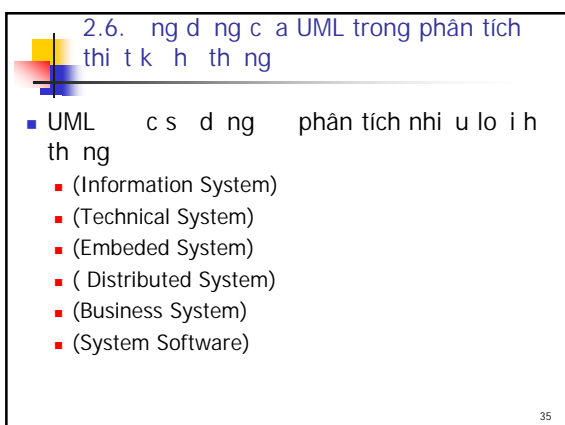 2.6. ng d ng c a UML trong phân tích
thi t k h th ng
UML c s d ng phân tích nhi u lo i h
th ng
(Information System)
(Technical System)
(Embeded System)
( Distributed System)
(Business System)
(System Software)
35